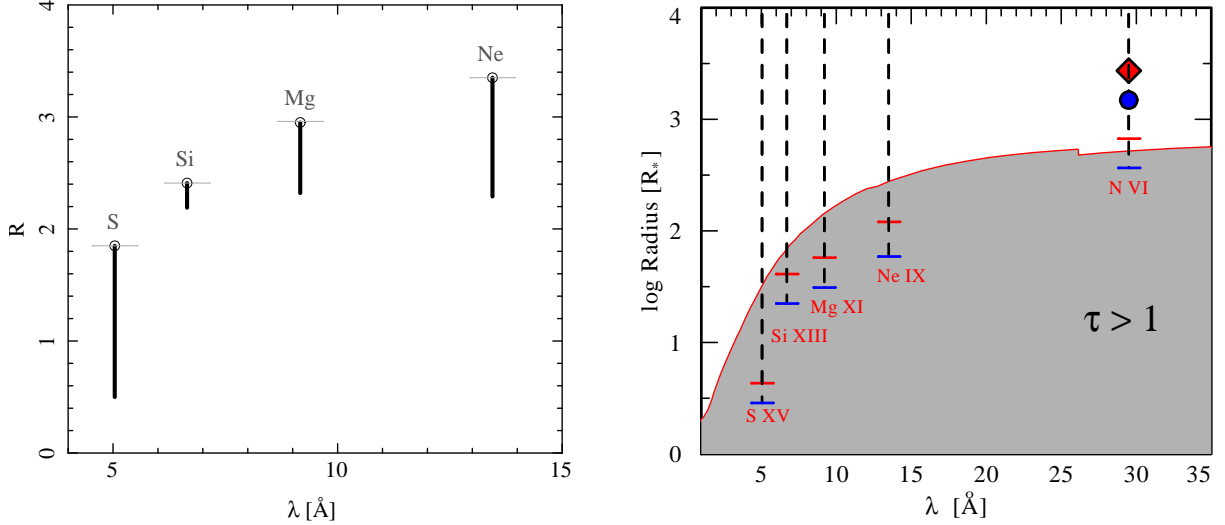 4
3
2
1
0
R
S
Si
Mg
Ne
5
10
15
λ [Å]
4
3
2
1
0
log Radius [R*]
N VI
Ne IX
Mg XI
Si XIII
S XV
τ > 1
5
10
15
20
25
30
35
λ [Å]